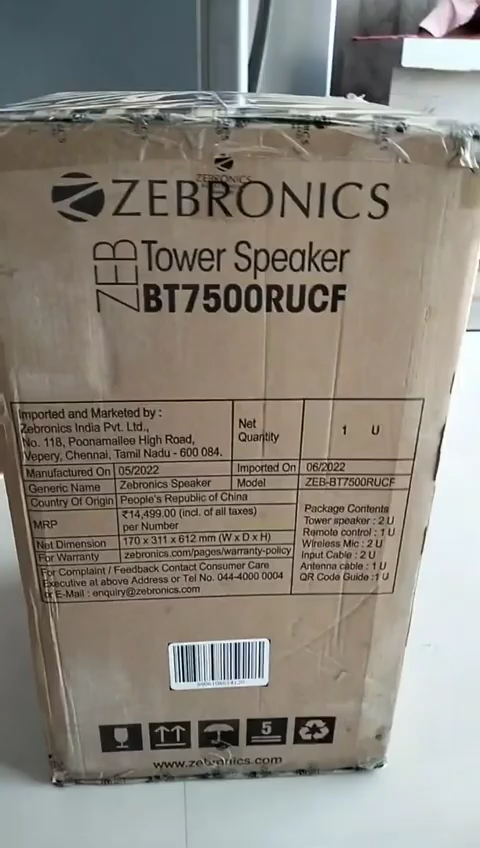 ZEBRONICS
ZEBRONICS
ZEB Tower Speaker
BT7500RUCF
Imported and Marketed by :
Zebronics India Pvt. Ltd.,
No. 118, Poonamallee High Road,
Vepery, Chennai, Tamil Nadu - 600 084.
Net Quantity
1 U
Manufactured On 05/2022
Imported On 06/2022
Generic Name Zebronics Speaker
Model ZEB-BT7500RUCF
Country Of Origin People's Republic of China
MRP ₹14,499.00 (incl. of all taxes)
per Number
Net Dimension 170 x 311 x 612 mm (W x D x H)
For Warranty zebronics.com/pages/warranty-policy
For Complaint / Feedback Contact Consumer Care
Executive at above Address or Tel No. 044-4000 0004
or E-Mail : enquiry@zebronics.com
Package Contents
Tower speaker : 2 U
Remote control : 1 U
Wireless Mic : 2 U
Input Cable : 2 U
Antenna cable : 1 U
QR Code Guide : 1 U
5
www.zebronics.com